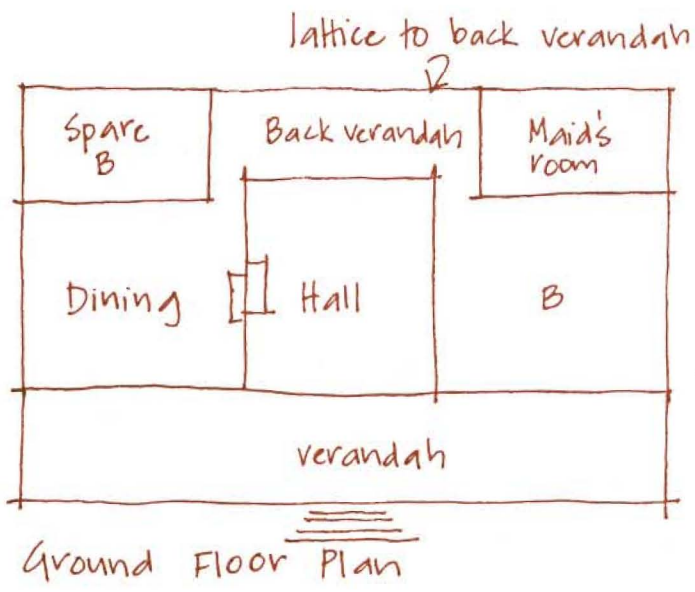 lattice to back verandah
Spare
B
Back verandah
Maid's
room
Dining
Hall
B
verandah
Ground Floor Plan